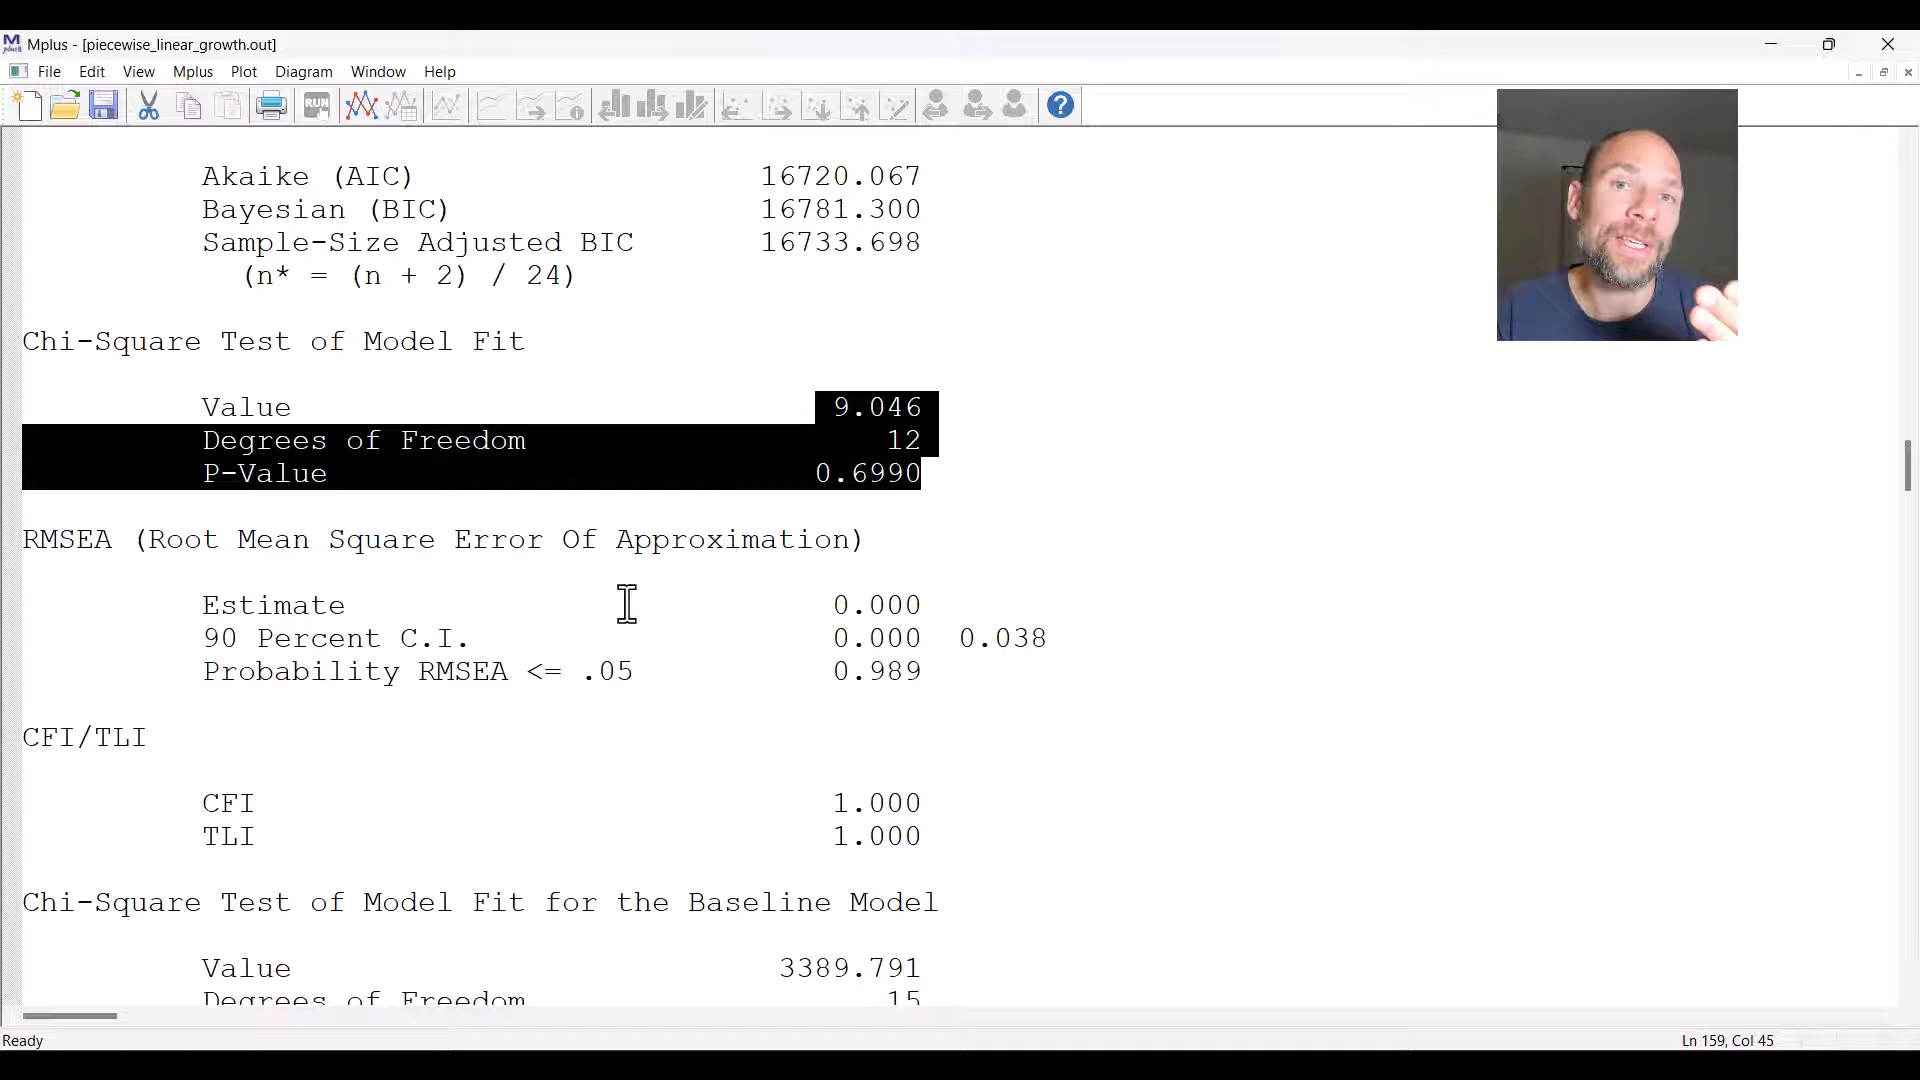 Mplus - [piecewise_linear_growth.out]
File Edit View Mplus Plot Diagram Window Help
RUN
Akaike (AIC) 16720.067
Bayesian (BIC) 16781.300
Sample-Size Adjusted BIC 16733.698
(n* = (n + 2) / 24)
Chi-Square Test of Model Fit
Value 9.046
Degrees of Freedom 12
P-Value 0.6990
RMSEA (Root Mean Square Error Of Approximation)
Estimate 0.000
90 Percent C.I. 0.000 0.038
Probability RMSEA <= .05 0.989
CFI/TLI
CFI 1.000
TLI 1.000
Chi-Square Test of Model Fit for the Baseline Model
Value 3389.791
Degrees of Freedom 15
Ready Ln 159, Col 45